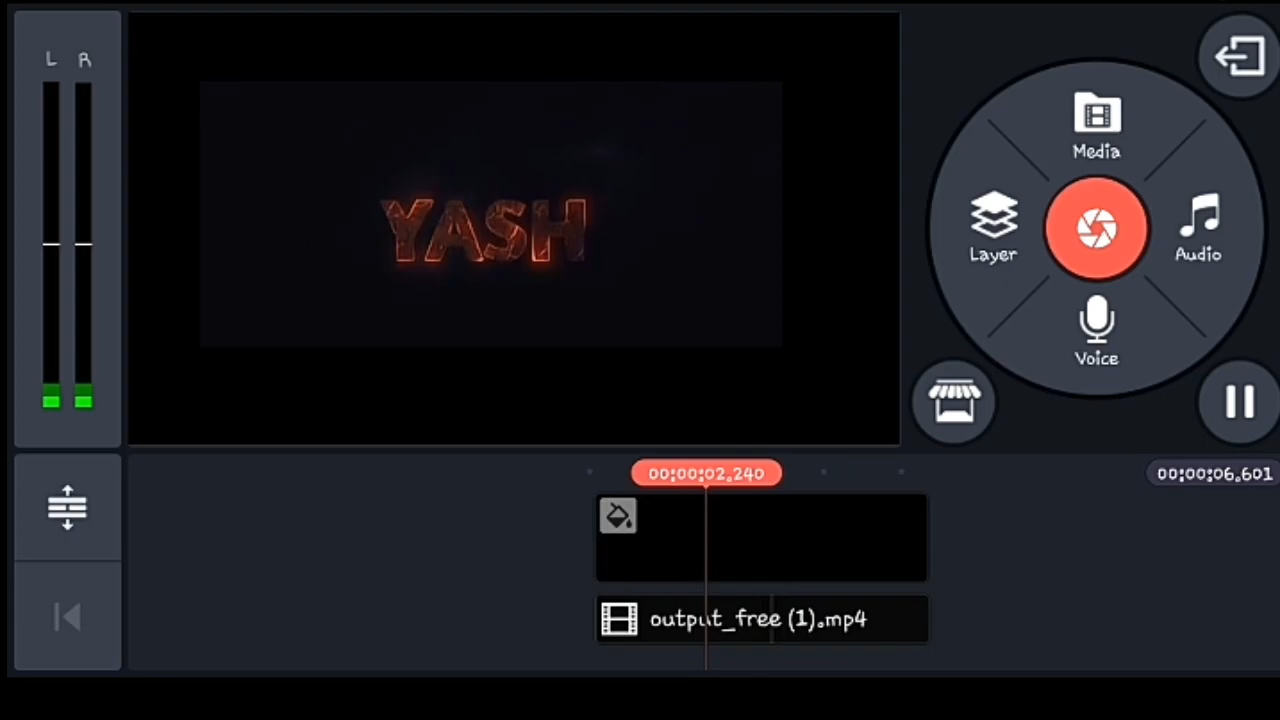 L R
YASH
Media
Layer
Audio
Voice
00:00:02.240
00:00:06.601
output_free (1).mp4